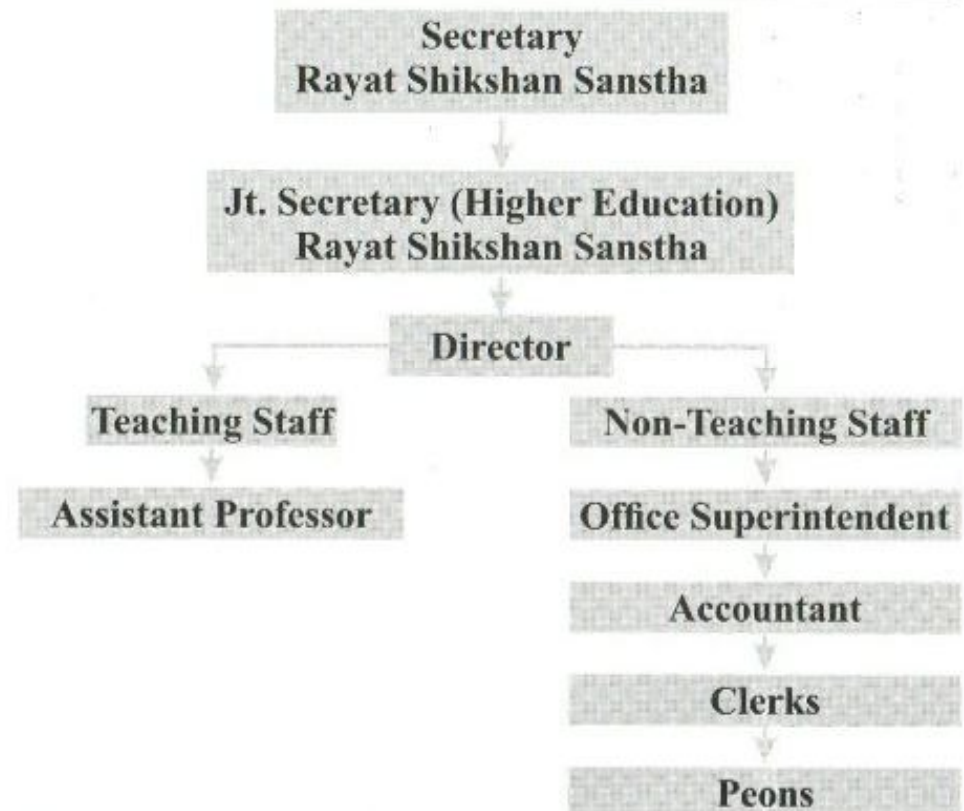 Secretary
Rayat Shikshan Sanstha
Jt. Secretary (Higher Education)
Rayat Shikshan Sanstha
Director
Teaching Staff
Non-Teaching Staff
Assistant Professor
Office Superintendent
Accountant
Clerks
Peons